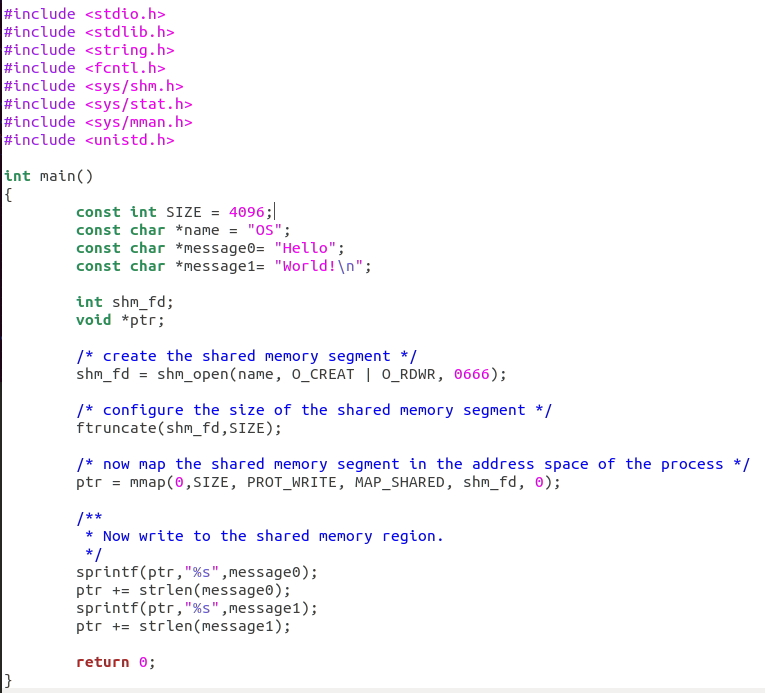 #include <stdio.h>
#include <stdlib.h>
#include <string.h>
#include <fcntl.h>
#include <sys/shm.h>
#include <sys/stat.h>
#include <sys/mman.h>
#include <unistd.h>

int main()
{
        const int SIZE = 4096;
        const char *name = "OS";
        const char *message0= "Hello";
        const char *message1= "World!\n";

        int shm_fd;
        void *ptr;

        /* create the shared memory segment */
        shm_fd = shm_open(name, O_CREAT | O_RDWR, 0666);

        /* configure the size of the shared memory segment */
        ftruncate(shm_fd,SIZE);

        /* now map the shared memory segment in the address space of the process */
        ptr = mmap(0,SIZE, PROT_WRITE, MAP_SHARED, shm_fd, 0);

        /**
         * Now write to the shared memory region.
         */
        sprintf(ptr,"%s",message0);
        ptr += strlen(message0);
        sprintf(ptr,"%s",message1);
        ptr += strlen(message1);

        return 0;
}